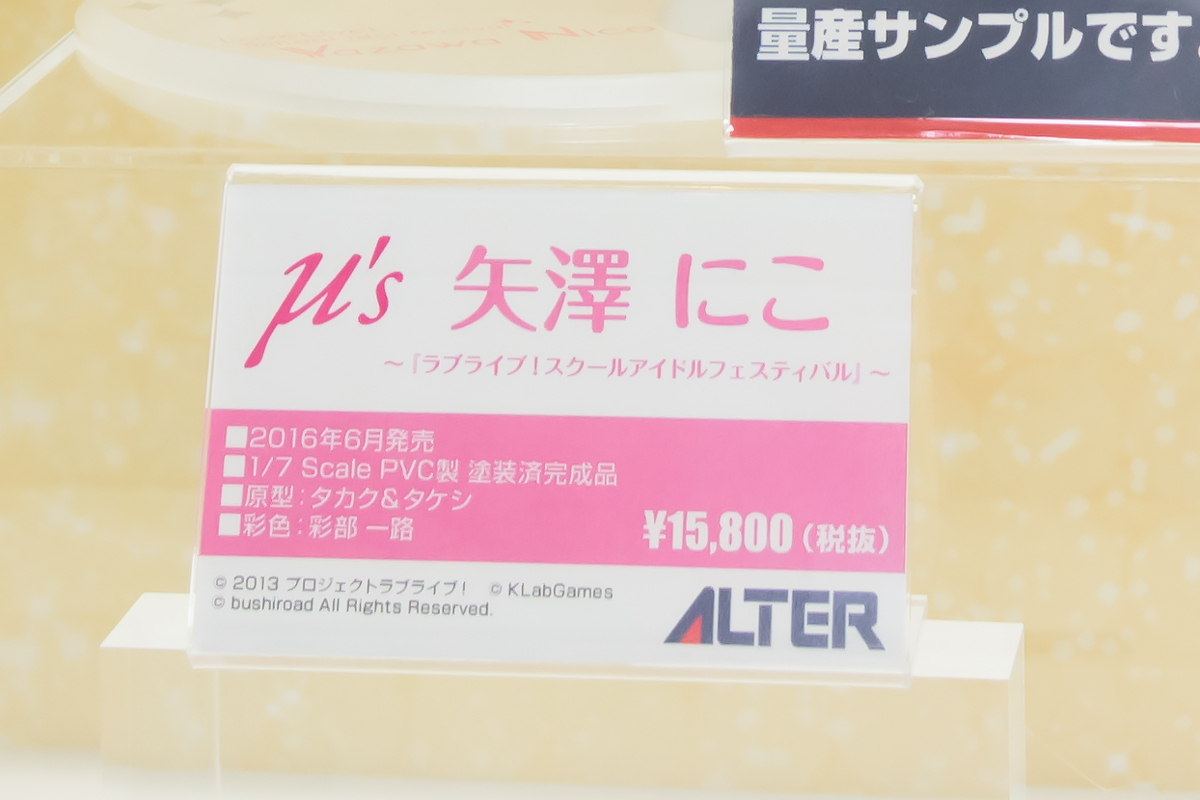 Yazawa Nico
量産サンプルです
μ's 矢澤 にこ
～『ラブライブ！スクールアイドルフェスティバル』～
■2016年6月発売
■1/7 Scale PVC製 塗装済完成品
■原型：タカク&タケシ
■彩色：彩部 一路
¥15,800（税抜）
© 2013 プロジェクトラブライブ！ © KLabGames
© bushiroad All Rights Reserved.
ALTER